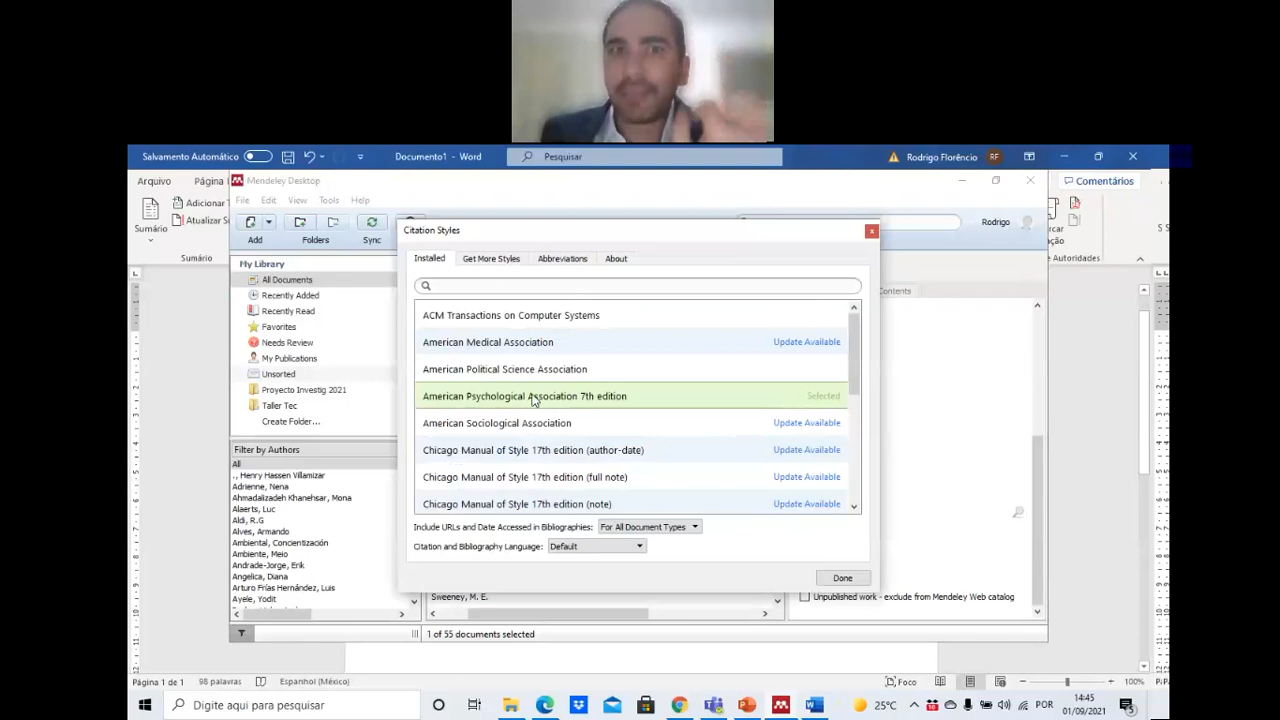 Salvamento Automático
Documento1 - Word
Pesquisar
Rodrigo Florêncio
RF
Arquivo
Página
Comentários
Mendeley Desktop
File Edit View Tools Help
Sumário
Adicionar
Atualizar S
Sumário
Add
Folders
Sync
Rodrigo
rcar
ação
Autoridades
My Library
All Documents
Recently Added
Recently Read
Favorites
Needs Review
My Publications
Unsorted
Proyecto Investig 2021
Taller Tec
Create Folder...
Filter by Authors
All
., Henry Hassen Villamizar
Adrienne, Nena
Ahmadalizadeh Khanehsar, Mona
Alaerts, Luc
Aldi, R.G
Alves, Armando
Ambiental, Concientización
Ambiente, Meio
Andrade-Jorge, Erik
Angelica, Diana
Arturo Frías Hernández, Luis
Ayele, Yodit
Citation Styles
Installed
Get More Styles
Abbreviations
About
Contents
ACM Transactions on Computer Systems
American Medical Association Update Available
American Political Science Association
American Psychological Association 7th edition Selected
American Sociological Association Update Available
Chicago Manual of Style 17th edition (author-date) Update Available
Chicago Manual of Style 17th edition (full note) Update Available
Chicago Manual of Style 17th edition (note) Update Available
Include URLs and Date Accessed in Bibliographies: For All Document Types
Citation and Bibliography Language: Default
Done
Sweeney, M. E.
Unpublished work - exclude from Mendeley Web catalog
1 of 55 documents selected
Página 1 de 1
98 palavras
Espanhol (México)
Foco
100%
Digite aqui para pesquisar
25°C
POR
14:45
01/09/2021